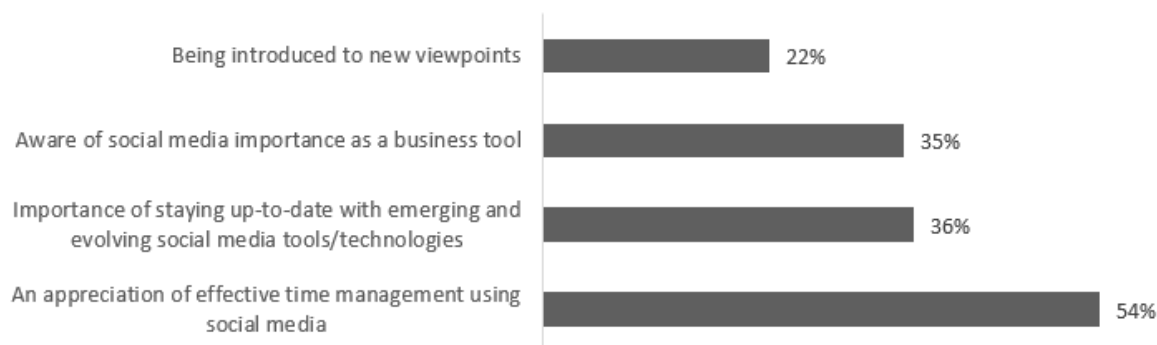 Being introduced to new viewpoints
22%
Aware of social media importance as a business tool
35%
Importance of staying up-to-date with emerging and
evolving social media tools/technologies
36%
An appreciation of effective time management using
social media
54%